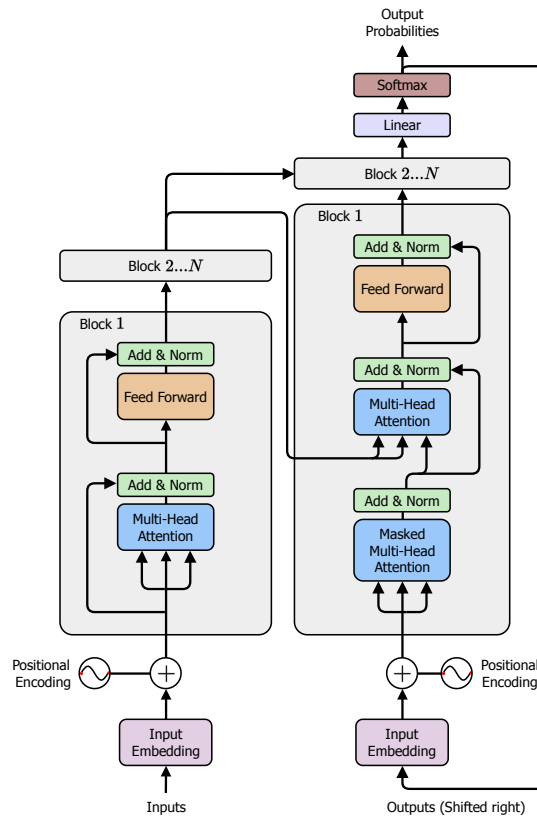 Output
Probabilities
Softmax
Linear
Block 2...N
Block 1
Add & Norm
Feed Forward
Add & Norm
Multi-Head
Attention
Add & Norm
Masked
Multi-Head
Attention
Positional
Encoding
Input
Embedding
Outputs (Shifted right)
Block 2...N
Block 1
Add & Norm
Feed Forward
Add & Norm
Multi-Head
Attention
Positional
Encoding
Input
Embedding
Inputs